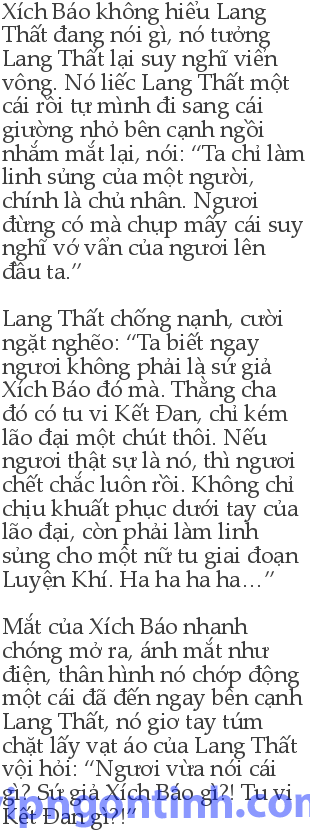 Xích Báo không hiểu Lang
Thất đang nói gì, nó tưởng
Lang Thất lại suy nghĩ viển
vông. Nó liếc Lang Thất một
cái rồi tự mình đi sang cái
giường nhỏ bên cạnh ngồi
nhắm mắt lại, nói: “Ta chỉ làm
linh sủng của một người,
chính là chủ nhân. Ngươi
đừng có mà chụp mấy cái suy
nghĩ vớ vẩn của ngươi lên
đầu ta.”
Lang Thất chống nạnh, cười
ngặt nghẽo: “Ta biết ngay
ngươi không phải là sứ giả
Xích Báo đó mà. Thằng cha
đó có tu vi Kết Đan, chỉ kém
lão đại một chút thôi. Nếu
ngươi thật sự là nó, thì ngươi
chết chắc luôn rồi. Không chỉ
chịu khuất phục dưới tay của
lão đại, còn phải làm linh
sủng cho một nữ tu giai đoạn
Luyện Khí. Ha ha ha ha…”
Mắt của Xích Báo nhanh
chóng mở ra, ánh mắt như
điện, thân hình nó chớp động
một cái đã đến ngay bên cạnh
Lang Thất, nó giơ tay túm
chặt lấy vạt áo của Lang Thất
vội hỏi: “Ngươi vừa nói cái
gì? Sứ giả Xích Báo gì?! Tu vi
Kết Đan gì?!”
vipngontinh.com